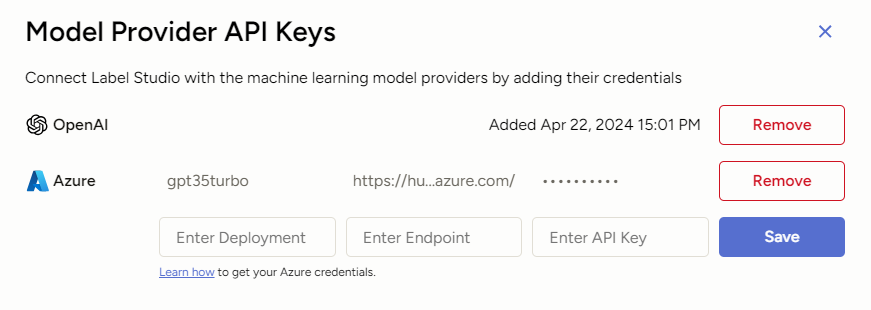 Model Provider API Keys
Connect Label Studio with the machine learning model providers by adding their credentials
OpenAI Added Apr 22, 2024 15:01 PM Remove
Azure gpt35turbo https://hu...azure.com/ •••••••••• Remove
Enter Deployment Enter Endpoint Enter API Key Save
Learn how to get your Azure credentials.